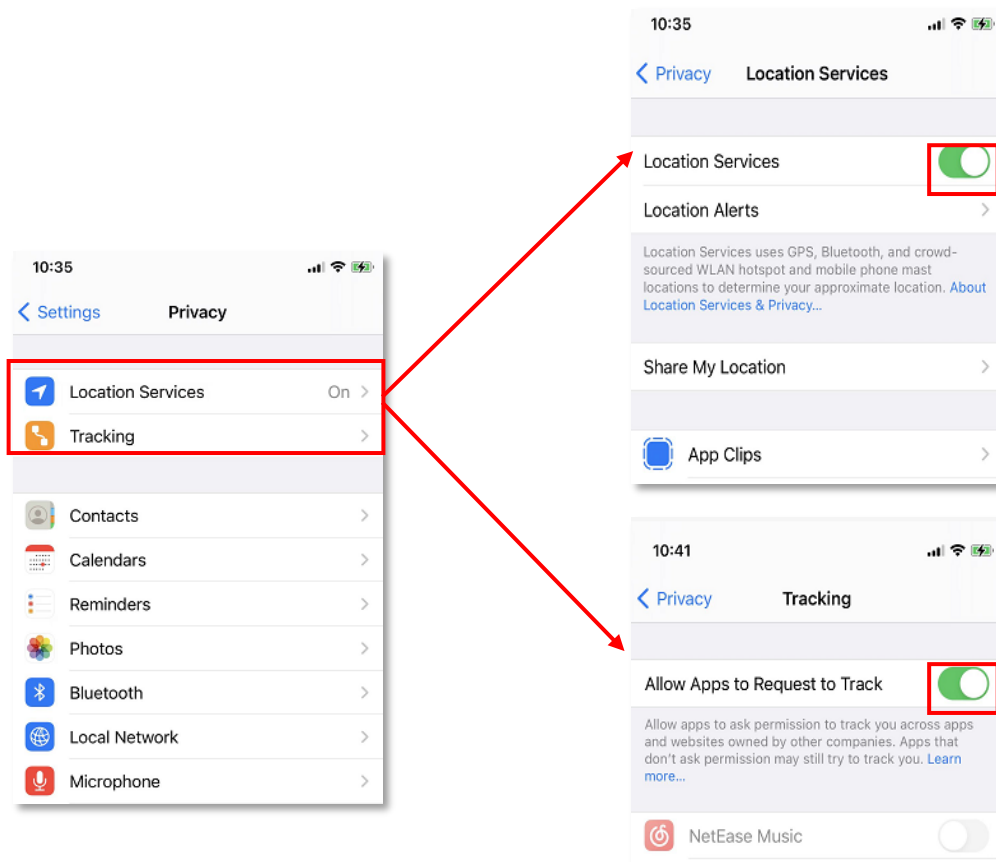 10:35
Settings Privacy
Location Services On
Tracking
Contacts
Calendars
Reminders
Photos
Bluetooth
Local Network
Microphone
10:35
Privacy Location Services
Location Services
Location Alerts
Location Services uses GPS, Bluetooth, and crowd-
sourced WLAN hotspot and mobile phone mast
locations to determine your approximate location. About
Location Services & Privacy...
Share My Location
App Clips
10:41
Privacy Tracking
Allow Apps to Request to Track
Allow apps to ask permission to track you across apps
and websites owned by other companies. Apps that
don't ask permission may still try to track you. Learn
more...
NetEase Music